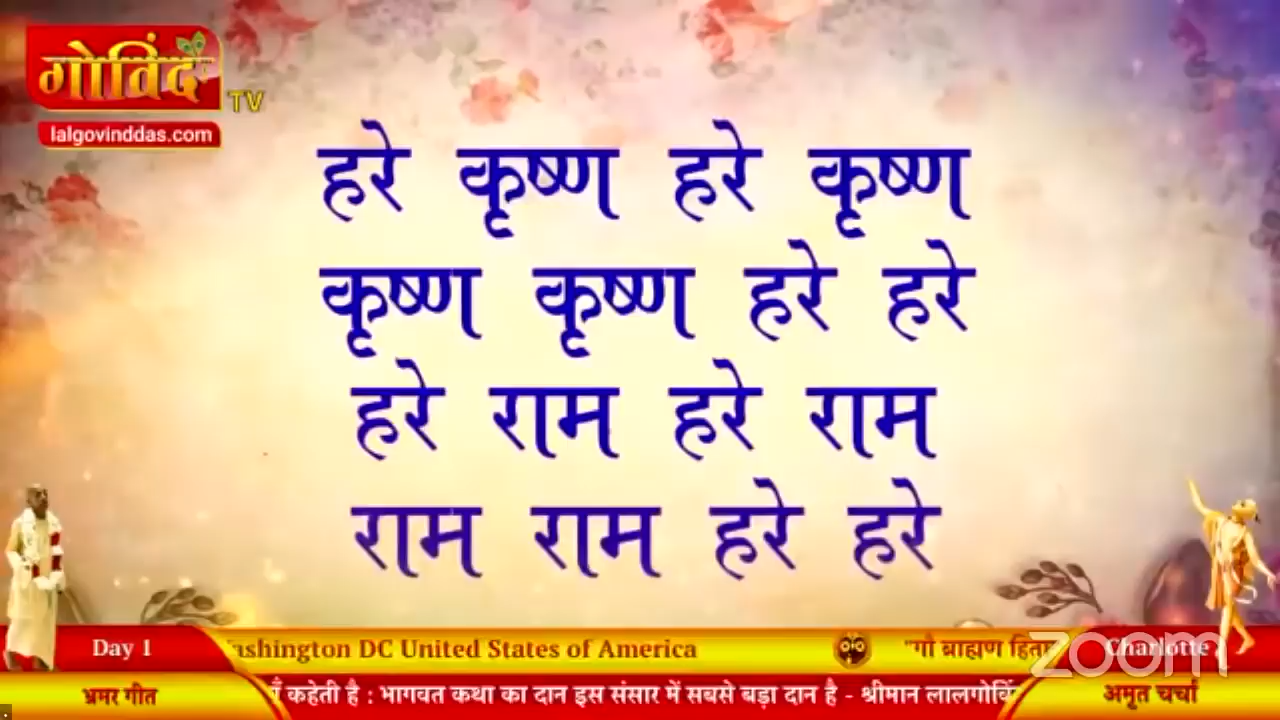 गोविंद
TV
lalgovinddas.com
हरे कृष्ण हरे कृष्ण
कृष्ण कृष्ण हरे हरे
हरे राम हरे राम
राम राम हरे हरे
Day 1
ashington DC United States of America
"गौ ब्राह्मण हिता
Charlotte
zoom
भ्रमर गीत
कहेती है : भागवत कथा का दान इस संसार में सबसे बड़ा दान है - श्रीमान लालगोविं
अमृत चर्चा